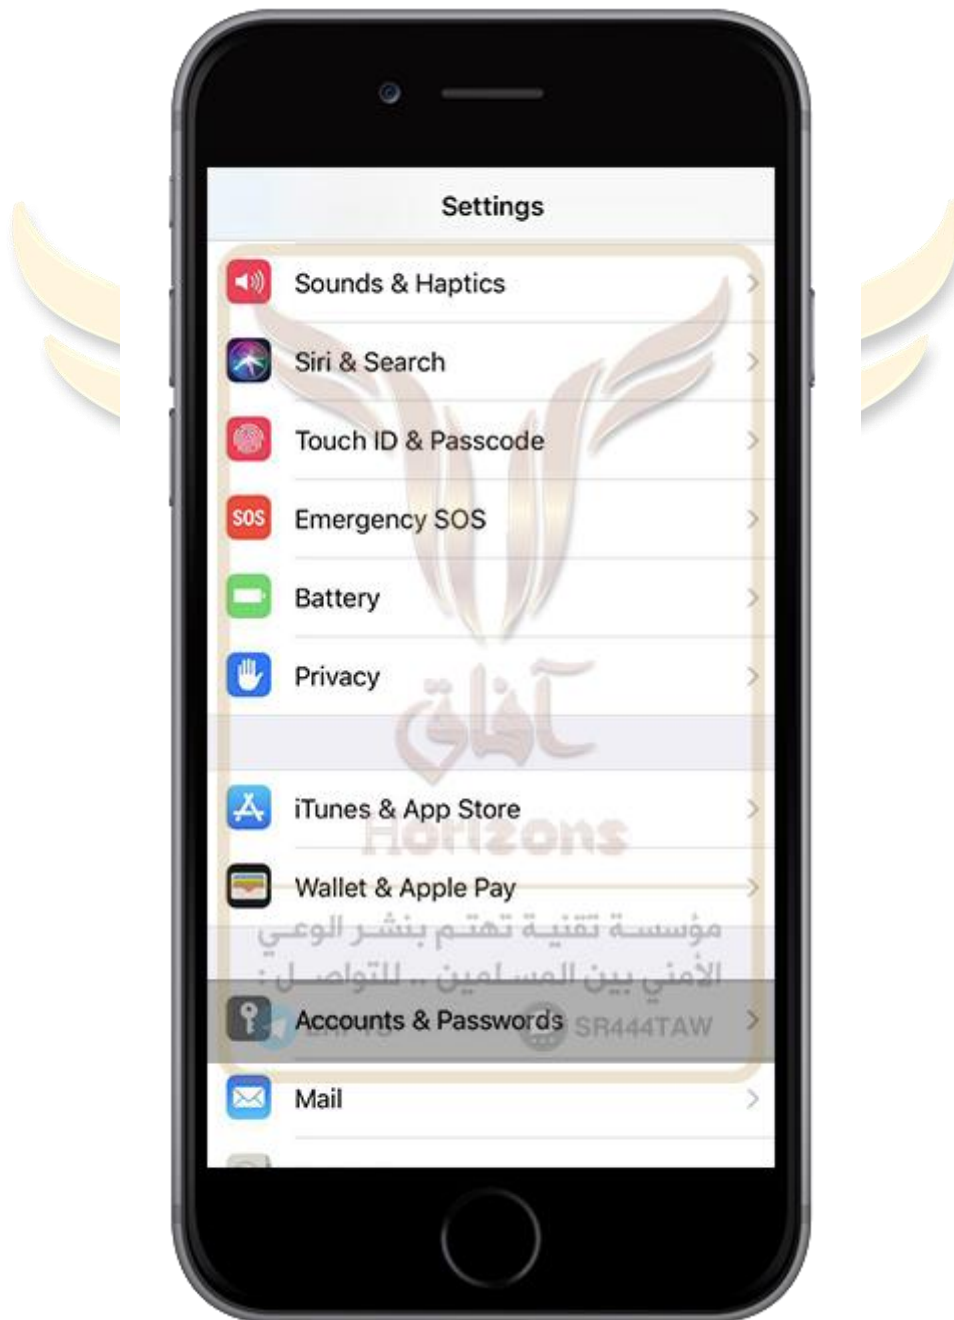 Settings
Sounds & Haptics
Siri & Search
Touch ID & Passcode
SOS
Emergency SOS
Battery
Privacy
آفاق
iTunes & App Store
Horizons
Wallet & Apple Pay
مؤسسة تقنية تهتم بنشر الوعي
الأمني بين المسلمين .. للتواصل :
Accounts & Passwords
SR444TAW
Mail